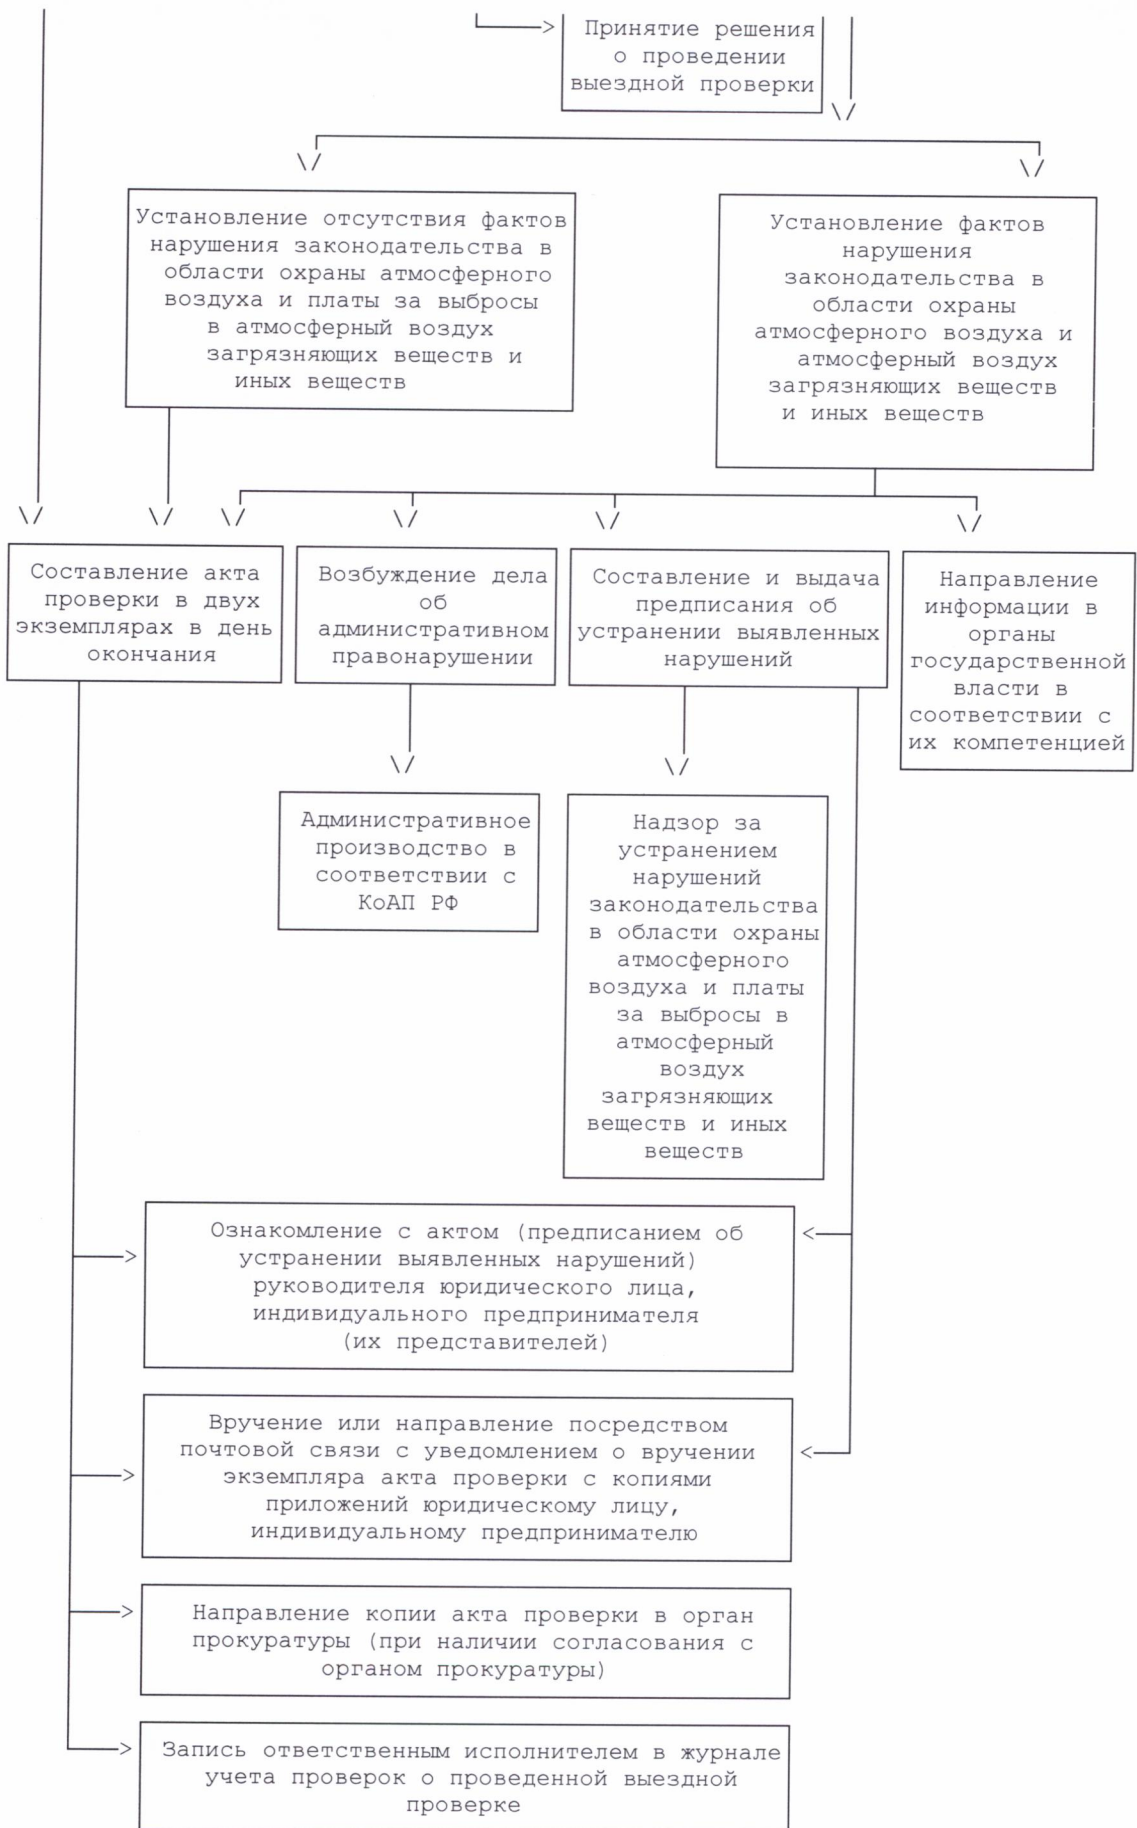 Принятие решения
о проведении
выездной проверки
Установление отсутствия фактов
нарушения законодательства в
области охраны атмосферного
воздуха и платы за выбросы
в атмосферный воздух
загрязняющих веществ и
иных веществ
Установление фактов
нарушения
законодательства в
области охраны
атмосферного воздуха и
атмосферный воздух
загрязняющих веществ
и иных веществ
Составление акта
проверки в двух
экземплярах в день
окончания
Возбуждение дела
об
административном
правонарушении
Составление и выдача
предписания об
устранении выявленных
нарушений
Направление
информации в
органы
государственной
власти в
соответствии с
их компетенцией
Административное
производство в
соответствии с
КоАП РФ
Надзор за
устранением
нарушений
законодательства
в области охраны
атмосферного
воздуха и платы
за выбросы в
атмосферный
воздух
загрязняющих
веществ и иных
веществ
Ознакомление с актом (предписанием об
устранении выявленных нарушений)
руководителя юридического лица,
индивидуального предпринимателя
(их представителей)
Вручение или направление посредством
почтовой связи с уведомлением о вручении
экземпляра акта проверки с копиями
приложений юридическому лицу,
индивидуальному предпринимателю
Направление копии акта проверки в орган
прокуратуры (при наличии согласования с
органом прокуратуры)
Запись ответственным исполнителем в журнале
учета проверок о проведенной выездной
проверке